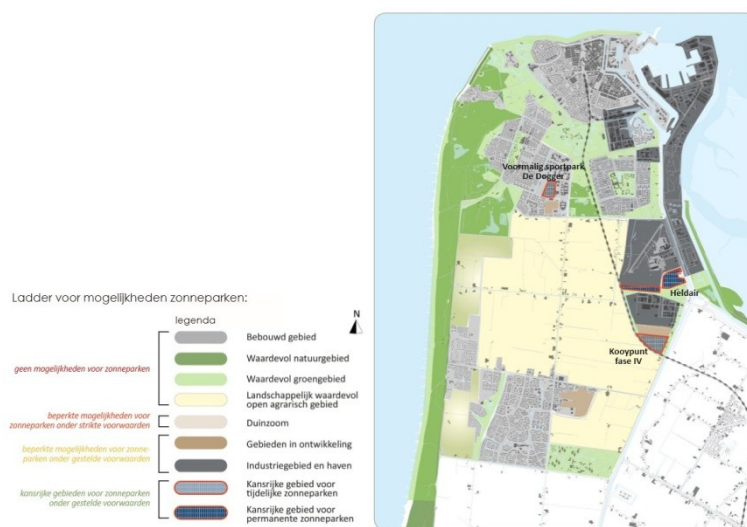 Ladder voor mogelijkheden zonneparken:
legenda
N
geen mogelijkheden voor zonneparken
Bebouwd gebied
Waardevol natuurgebied
Waardevol groengebied
Landschappelijk waardevol
open agrarisch gebied
beperkte mogelijkheden voor
zonneparken onder strikte voorwaarden
Duinzoom
beperkte mogelijkheden voor zonne-
parken onder gestelde voorwaarden
Gebieden in ontwikkeling
Industriegebied en haven
kansrijke gebieden voor zonneparken
onder gestelde voorwaarden
Kansrijke gebied voor
tijdelijke zonneparken
Kansrijke gebied voor
permanente zonneparken
Voormalig sportpark
De Dogger
Heldair
Kooypunt
fase IV